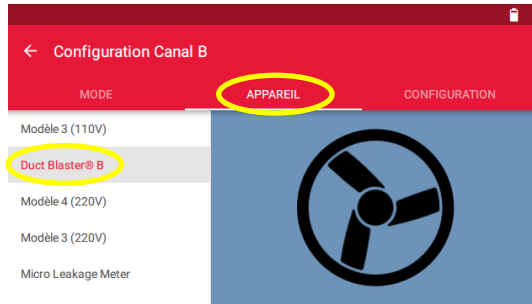 Configuration Canal B
MODE
APPAREIL
CONFIGURATION
Modèle 3 (110V)
Duct Blaster® B
Modèle 4 (220V)
Modèle 3 (220V)
Micro Leakage Meter